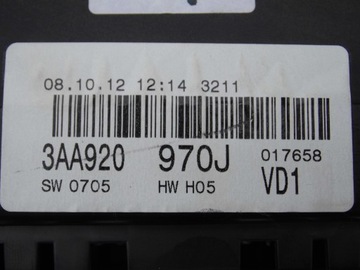 08.10.12 12:14 3211
3AA920 970J 017658
SW 0705 HW H05 VD1